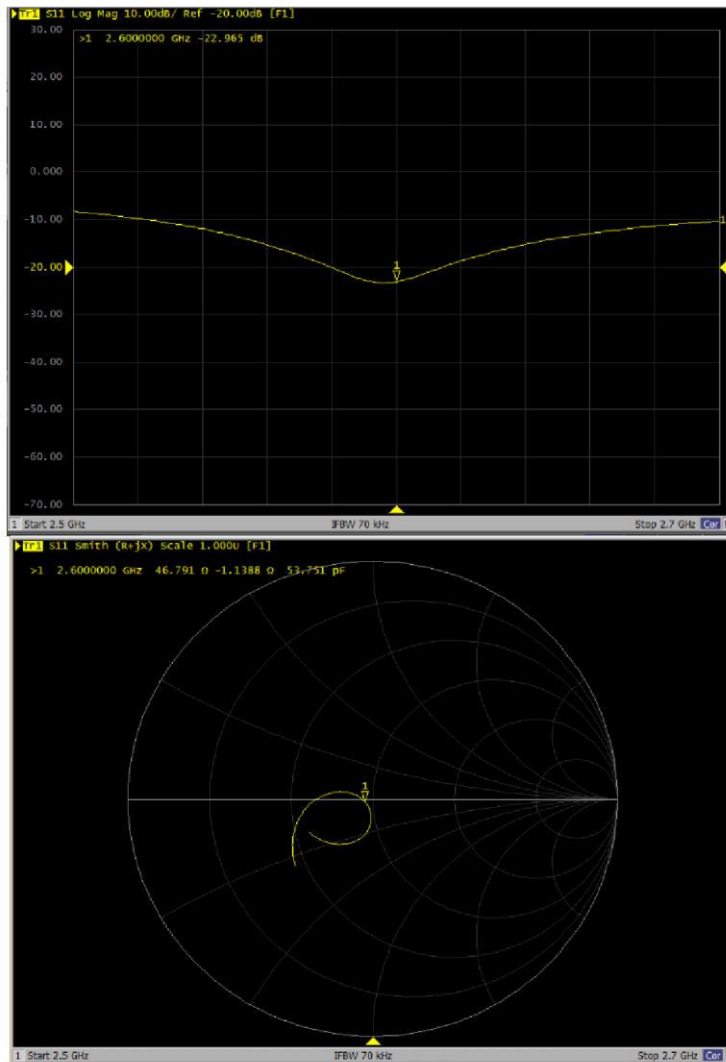 Tr1 S11 Log Mag 10.00dB/ Ref -20.00dB [F1]
30.00
>1 2.6000000 GHz -22.965 dB
20.00
10.00
0.000
-10.00
1
1
-20.00
-30.00
-40.00
-50.00
-60.00
-70.00
1 Start 2.5 GHz IFBW 70 kHz Stop 2.7 GHz Cor
Tr1 S11 Smith (R+jX) Scale 1.000U [F1]
>1 2.6000000 GHz 46.791 Ω -1.1388 Ω 53.751 pF
1
1 Start 2.5 GHz IFBW 70 kHz Stop 2.7 GHz Cor